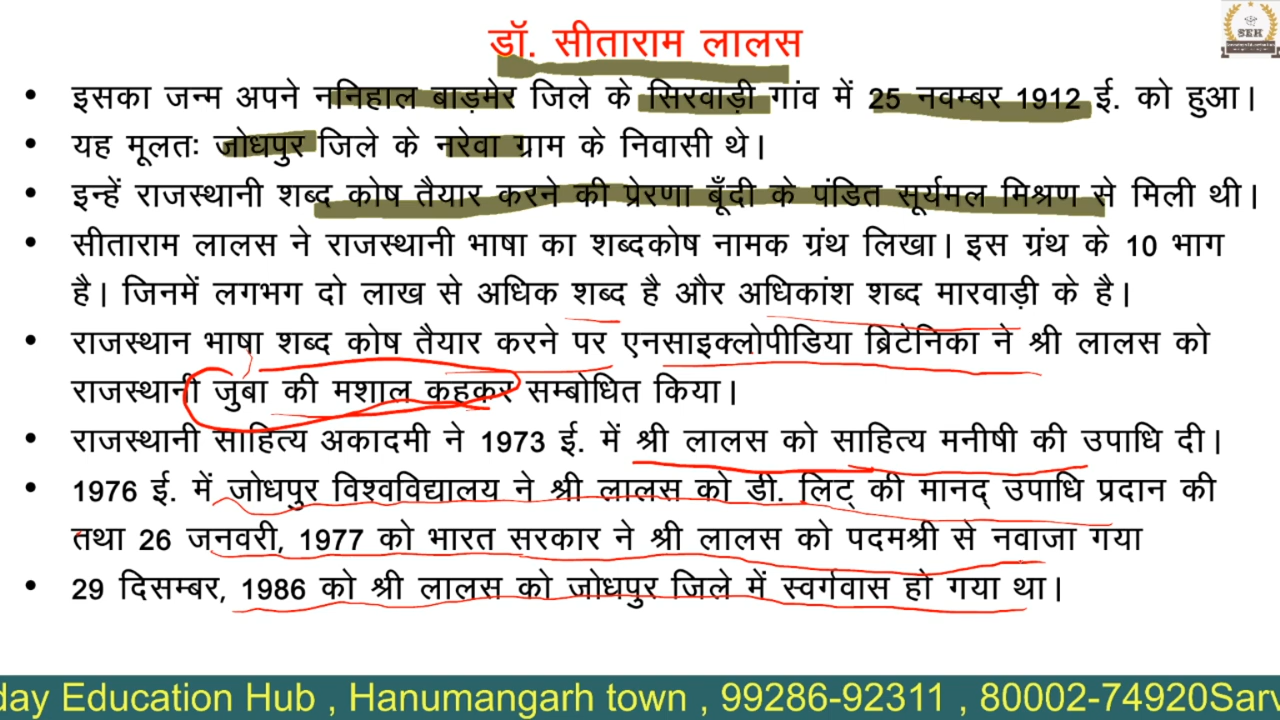 डॉ. सीताराम लालस
SEH
• इसका जन्म अपने ननिहाल बाड़मेर जिले के सिरवाड़ी गांव में 25 नवम्बर 1912 ई. को हुआ।
• यह मूलतः जोधपुर जिले के नरेवा ग्राम के निवासी थे।
• इन्हें राजस्थानी शब्द कोष तैयार करने की प्रेरणा बूँदी के पंडित सूर्यमल मिश्रण से मिली थी।
• सीताराम लालस ने राजस्थानी भाषा का शब्दकोष नामक ग्रंथ लिखा। इस ग्रंथ के 10 भाग
है। जिनमें लगभग दो लाख से अधिक शब्द है और अधिकांश शब्द मारवाड़ी के है।
• राजस्थान भाषा शब्द कोष तैयार करने पर एनसाइक्लोपीडिया ब्रिटेनिका ने श्री लालस को
राजस्थानी जुबा की मशाल कहकर सम्बोधित किया।
• राजस्थानी साहित्य अकादमी ने 1973 ई. में श्री लालस को साहित्य मनीषी की उपाधि दी।
• 1976 ई. में जोधपुर विश्वविद्यालय ने श्री लालस को डी. लिट् की मानद् उपाधि प्रदान की
तथा 26 जनवरी, 1977 को भारत सरकार ने श्री लालस को पदमश्री से नवाजा गया
• 29 दिसम्बर, 1986 को श्री लालस को जोधपुर जिले में स्वर्गवास हो गया था।
day Education Hub , Hanumangarh town , 99286-92311 , 80002-74920Sarv